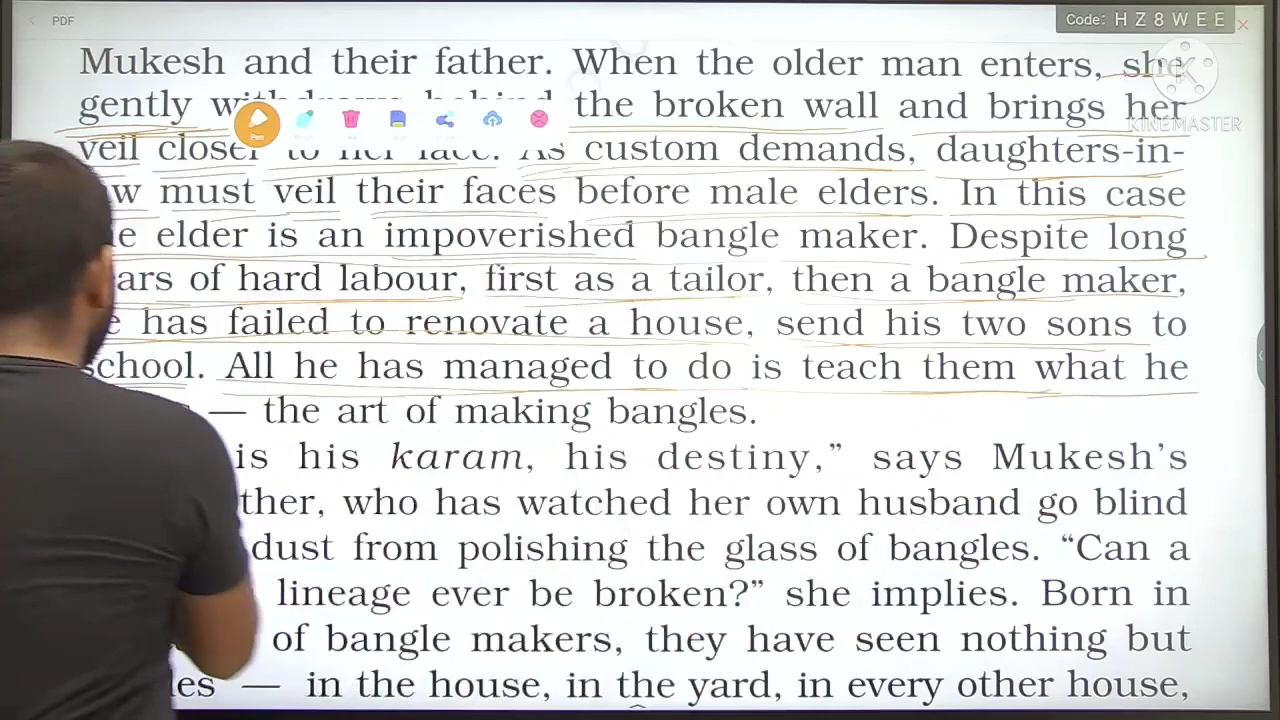 PDF
Code: HZ8WEE
Mukesh and their father. When the older man enters, she
gently withdraws behind the broken wall and brings her
KINEMASTER
veil closer to her face. As custom demands, daughters-in-
must veil their faces before male elders. In this case
elder is an impoverished bangle maker. Despite long
of hard labour, first as a tailor, then a bangle maker,
has failed to renovate a house, send his two sons to
school. All he has managed to do is teach them what he
— the art of making bangles.
is his karam, his destiny,” says Mukesh’s
who has watched her own husband go blind
dust from polishing the glass of bangles. “Can a
lineage ever be broken?” she implies. Born in
of bangle makers, they have seen nothing but
— in the house, in the yard, in every other house,